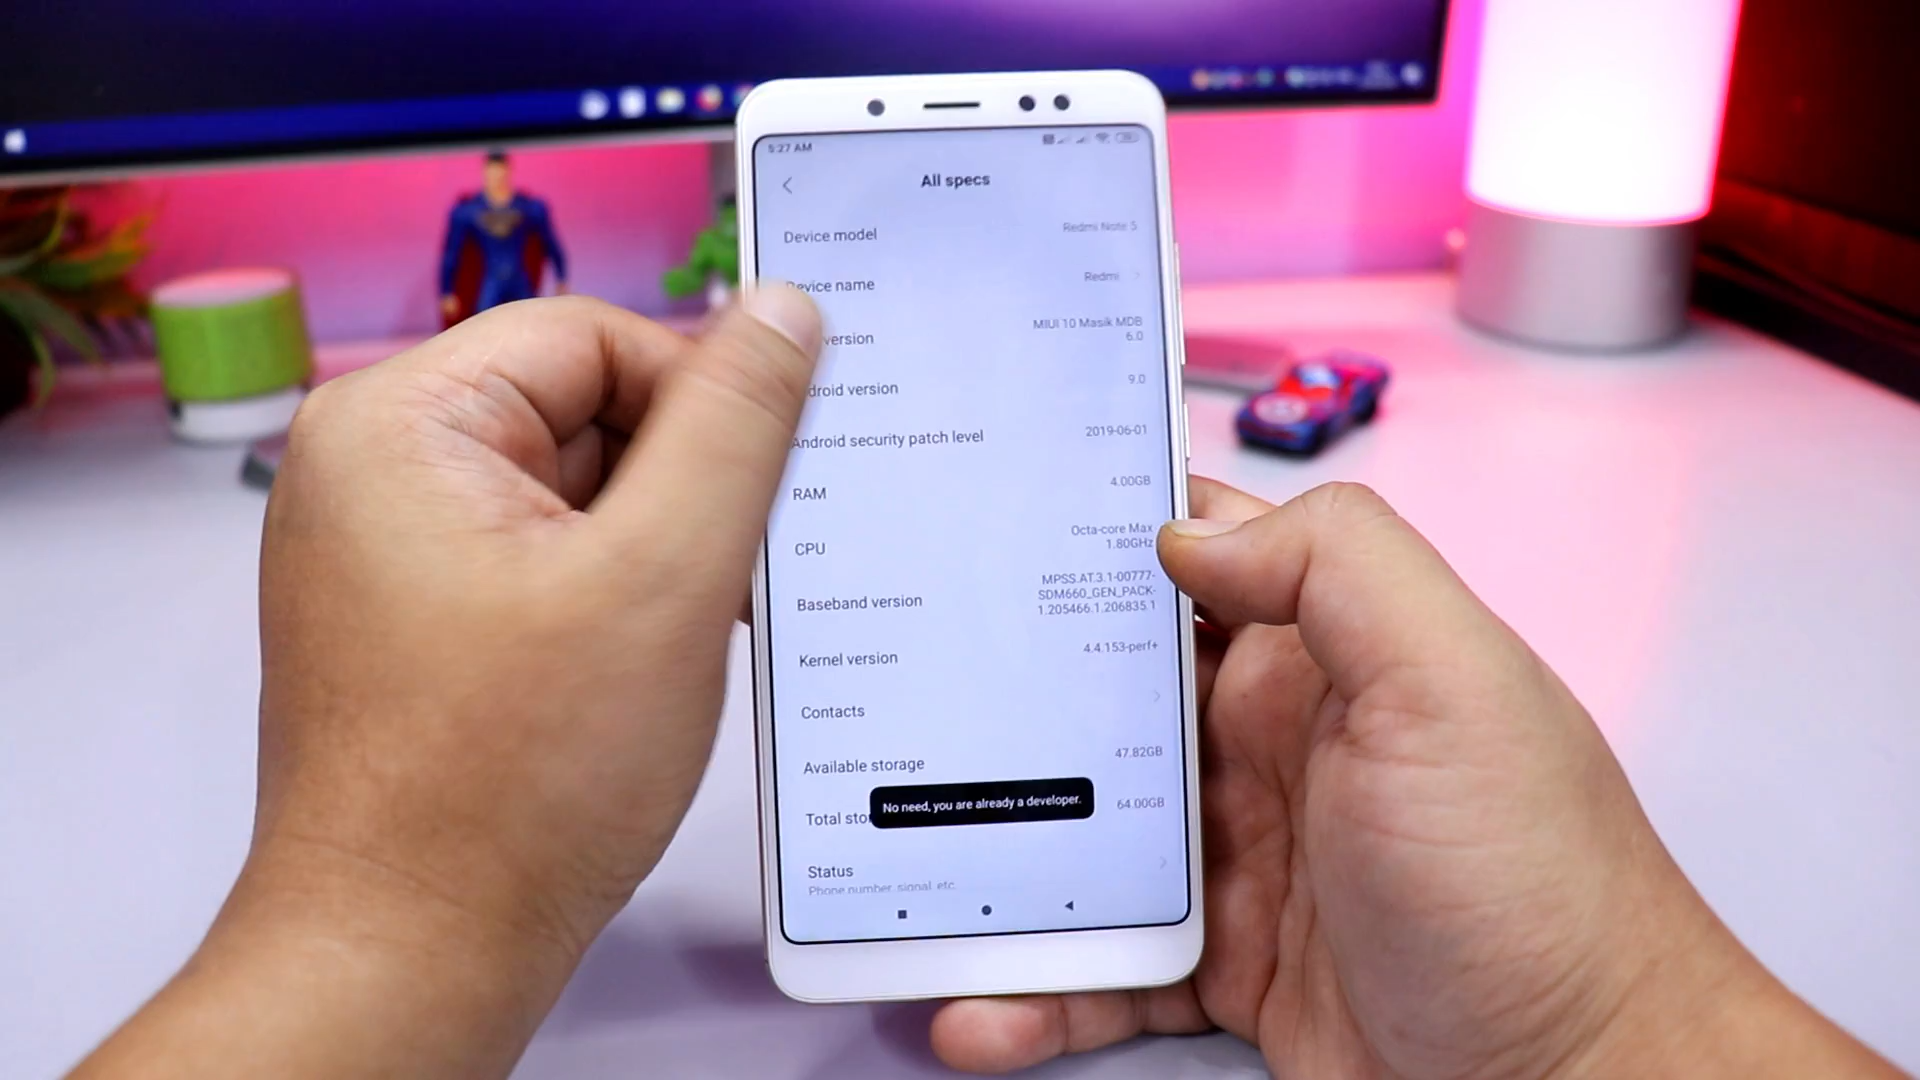 5:27 AM
All specs
Device model
Redmi Note 5
evice name
Redmi
version
MIUI 10 Masik MDB
6.0
droid version
9.0
Android security patch level
2019-06-01
RAM
4.00GB
CPU
Octa-core Max
1.80GHz
Baseband version
MPSS.AT.3.1-00777-
SDM660_GEN_PACK-
1.205466.1.206835.1
Kernel version
4.4.153-perf+
Contacts
Available storage
47.82GB
No need, you are already a developer.
Total sto
64.00GB
Status
Phone number, signal, etc.